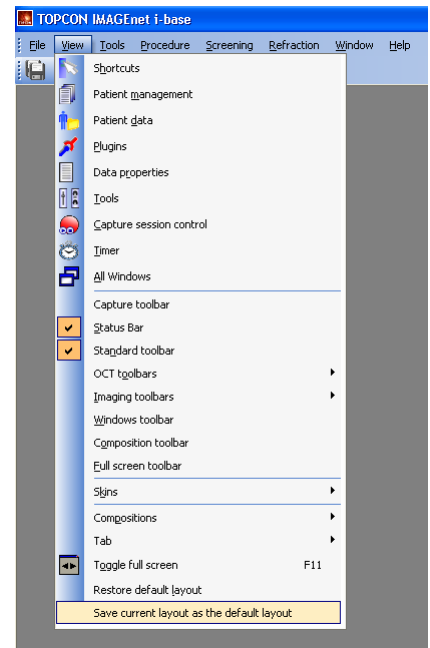 TOPCON IMAGEnet i-base
File View Tools Procedure Screening Refraction Window Help
Shortcuts
Patient management
Patient data
Plugins
Data properties
Tools
Capture session control
Timer
All Windows
Capture toolbar
Status Bar
Standard toolbar
OCT toolbars
Imaging toolbars
Windows toolbar
Composition toolbar
Full screen toolbar
Skins
Compositions
Tab
Toggle full screen F11
Restore default layout
Save current layout as the default layout